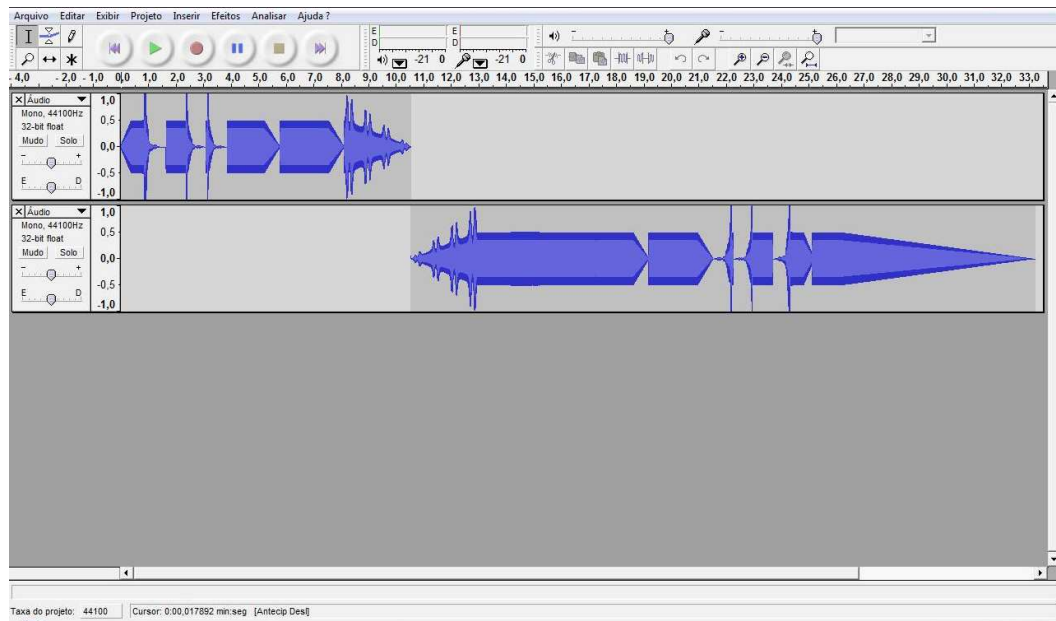 Arquivo Editar Exibir Projeto Inserir Efeitos Analisar Ajuda ?
E E
D D
-21 0 -21 0
- 4,0 - 2,0 - 1,0 0,0 1,0 2,0 3,0 4,0 5,0 6,0 7,0 8,0 9,0 10,0 11,0 12,0 13,0 14,0 15,0 16,0 17,0 18,0 19,0 20,0 21,0 22,0 23,0 24,0 25,0 26,0 27,0 28,0 29,0 30,0 31,0 32,0 33,0
Áudio
Mono, 44100Hz
32-bit float
Mudo Solo
- +
E D
1,0
0,5
0,0
-0,5
-1,0
Áudio
Mono, 44100Hz
32-bit float
Mudo Solo
- +
E D
1,0
0,5
0,0
-0,5
-1,0
Taxa do projeto: 44100 Cursor: 0:00,017892 min:seg [Antecip Desl]